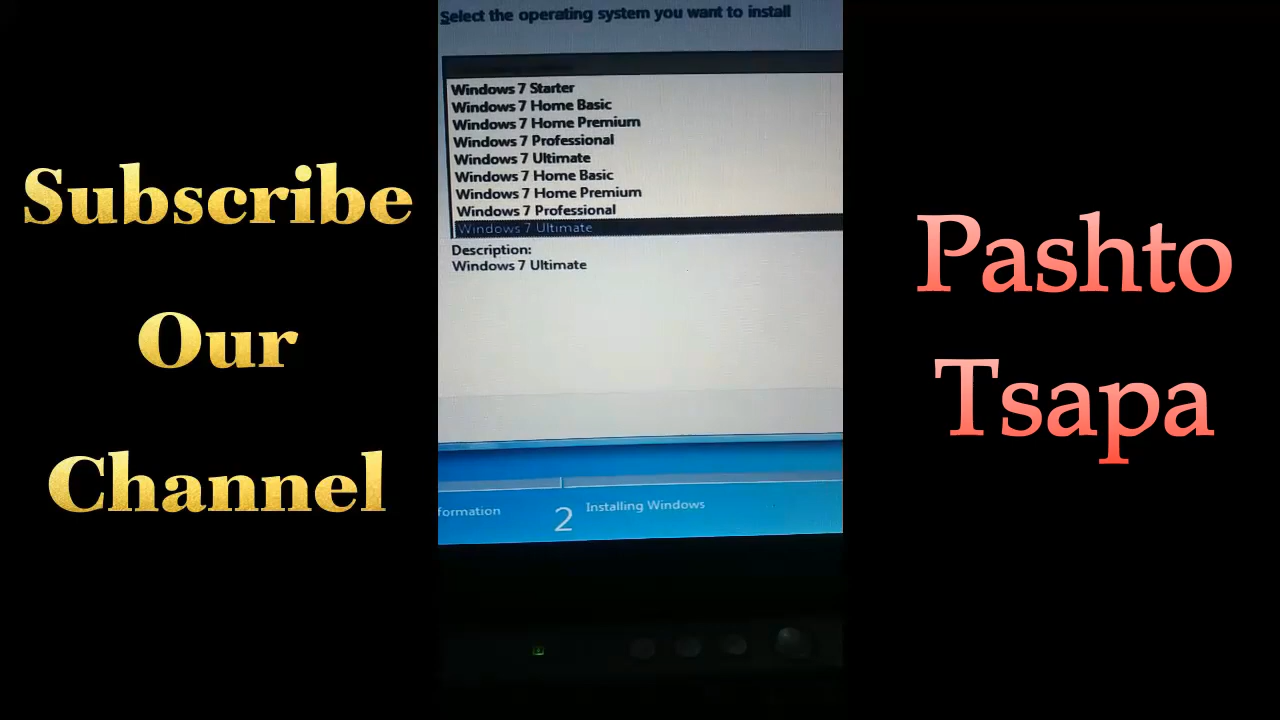 Subscribe
Our
Channel
Select the operating system you want to install
Windows 7 Starter
Windows 7 Home Basic
Windows 7 Home Premium
Windows 7 Professional
Windows 7 Ultimate
Windows 7 Home Basic
Windows 7 Home Premium
Windows 7 Professional
Windows 7 Ultimate
Description:
Windows 7 Ultimate
formation
2
Installing Windows
Pashto
Tsapa